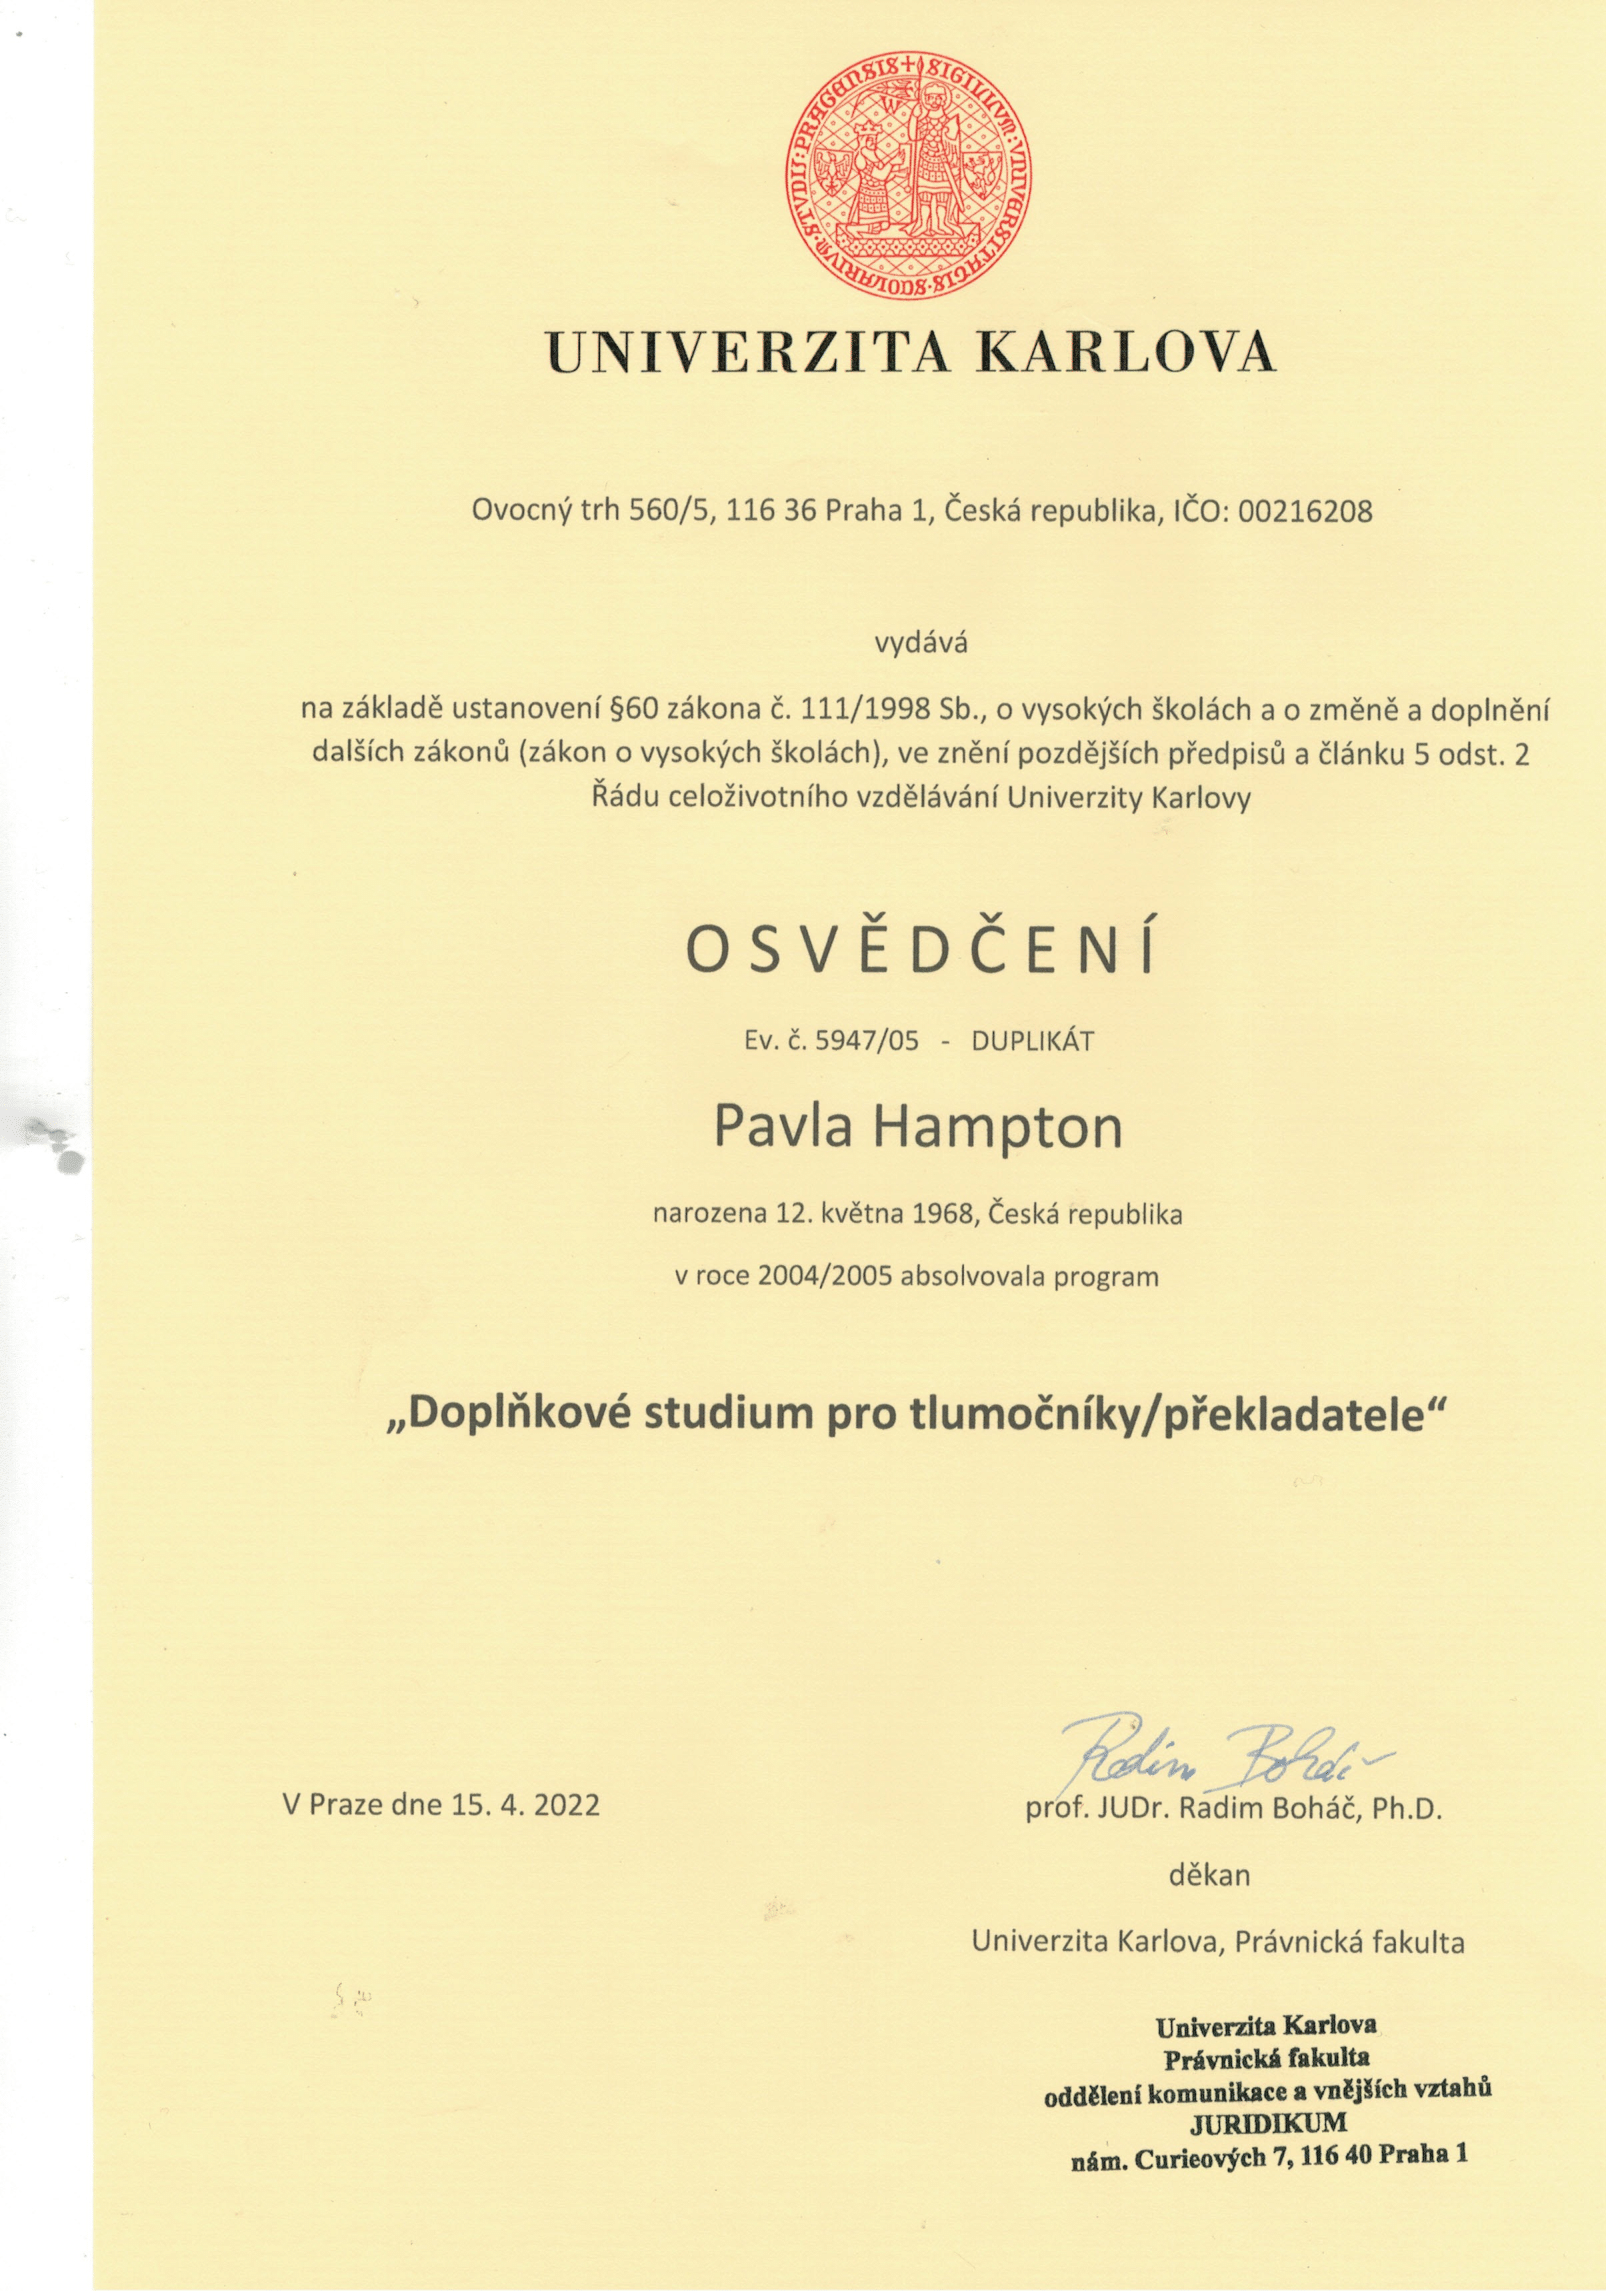 SIGILLVM: VNIVERSITATIS· SCOLARIVM· STVDII: PRAGENSIS
W
UNIVERZITA KARLOVA
Ovocný trh 560/5, 116 36 Praha 1, Česká republika, IČO: 00216208
vydává
na základě ustanovení §60 zákona č. 111/1998 Sb., o vysokých školách a o změně a doplnění
dalších zákonů (zákon o vysokých školách), ve znění pozdějších předpisů a článku 5 odst. 2
Řádu celoživotního vzdělávání Univerzity Karlovy
OSVĚDČENÍ
Ev. č. 5947/05 - DUPLIKÁT
Pavla Hampton
narozena 12. května 1968, Česká republika
v roce 2004/2005 absolvovala program
„Doplňkové studium pro tlumočníky/překladatele“
Radim Boháč
V Praze dne 15. 4. 2022
prof. JUDr. Radim Boháč, Ph.D.
děkan
Univerzita Karlova, Právnická fakulta
Univerzita Karlova
Právnická fakulta
oddělení komunikace a vnějších vztahů
JURIDIKUM
nám. Curieových 7, 116 40 Praha 1